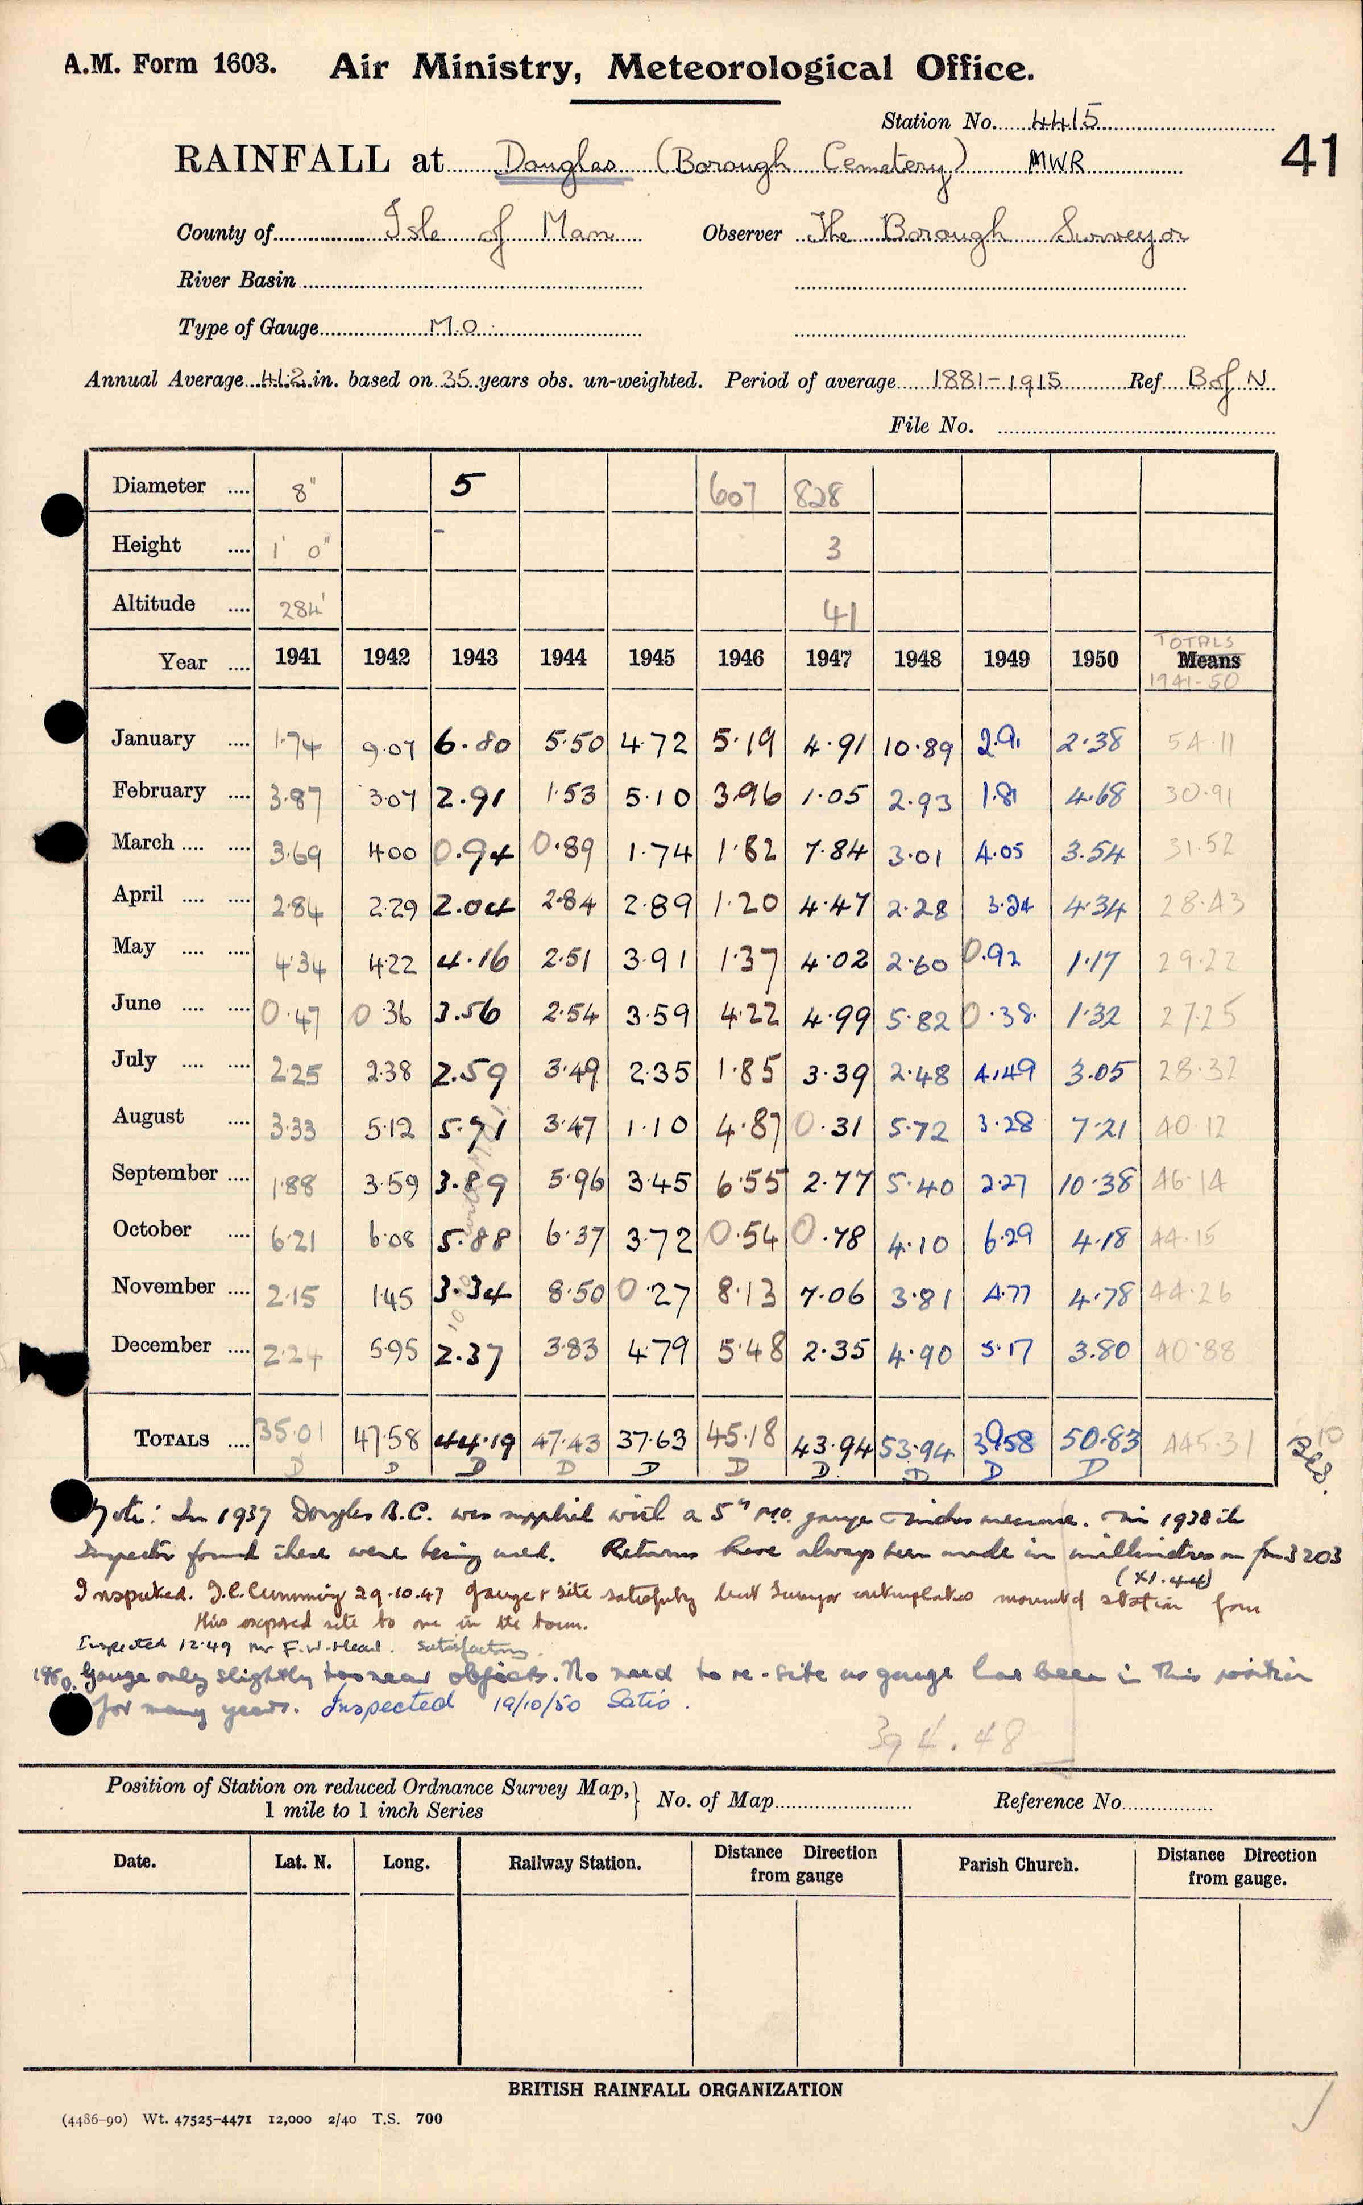 A.M. Form 1603. Air Ministry, Meteorological Office.
Station No. 4415
41
RAINFALL at Douglas (Borough Cemetery) MWR
County of Isle of Man Observer The Borough Surveyor
River Basin
Type of Gauge M.O.
Annual Average 41.2 in. based on 35 years obs. un-weighted. Period of average 1881-1915 Ref B of N
File No.
Diameter .... 8" 5 607 828
Height .... 1' 0" 3
Altitude .... 284' 41
TOTALS
Year .... 1941 1942 1943 1944 1945 1946 1947 1948 1949 1950 Means
1941-50
January .... 1.74 9.07 6.80 5.50 4.72 5.19 4.91 10.89 2.91 2.38 54.11
February .... 3.87 3.07 2.91 1.53 5.10 3.96 1.05 2.93 1.81 4.68 30.91
March .... .... 3.69 4.00 0.94 0.89 1.74 1.82 7.84 3.01 4.05 3.54 31.52
April .... .... 2.84 2.29 2.04 2.84 2.89 1.20 4.47 2.28 3.24 4.34 28.43
May .... .... 4.34 4.22 4.16 2.51 3.91 1.37 4.02 2.60 0.92 1.17 29.22
June .... .... 0.47 0.36 3.56 2.54 3.59 4.22 4.99 5.82 0.38 1.32 27.25
July .... .... 2.25 2.38 2.59 3.49 2.35 1.85 3.39 2.48 4.49 3.05 28.32
August .... 3.33 5.12 5.71 3.47 1.10 4.87 0.31 5.72 3.28 7.21 40.12
September .... 1.88 3.59 3.89 5.96 3.45 6.55 2.77 5.40 2.27 10.38 46.14
October .... 6.21 6.08 5.88 6.37 3.72 0.54 0.78 4.10 6.29 4.18 44.15
November .... 2.15 1.45 3.34 8.50 0.27 8.13 7.06 3.81 4.77 4.78 44.26
December .... 2.24 5.95 2.37 3.83 4.79 5.48 2.35 4.90 5.17 3.80 40.88
TOTALS .... 35.01 47.58 44.19 47.43 37.63 45.18 43.94 53.94 39.58 50.83 445.31
D D D D D D D D D D
Note: In 1937 Douglas B.C. was supplied with a 5" M.O. gauge inches measure. in 1938 the
Inspector found these were being used. Returns have always been made in millimetres on form 3203
Inspected. J.C. Cumming 29.10.47 Gauge & site satisfactory but Surveyor contemplates removal of station from
this exposed site to one in the town.
Inspected 12.49 Mr F.W. Head. Satisfactory.
1950. Gauge only slightly too near objects. No need to re-site as gauge has been in this position
for many years. Inspected 19/10/50 Satis.
394.48
Position of Station on reduced Ordnance Survey Map, No. of Map Reference No.
1 mile to 1 inch Series
Date. Lat. N. Long. Railway Station. Distance Direction from gauge Parish Church. Distance Direction from gauge.
BRITISH RAINFALL ORGANIZATION
(4486-90) Wt. 47525-4471 12,000 2/40 T.S. 700